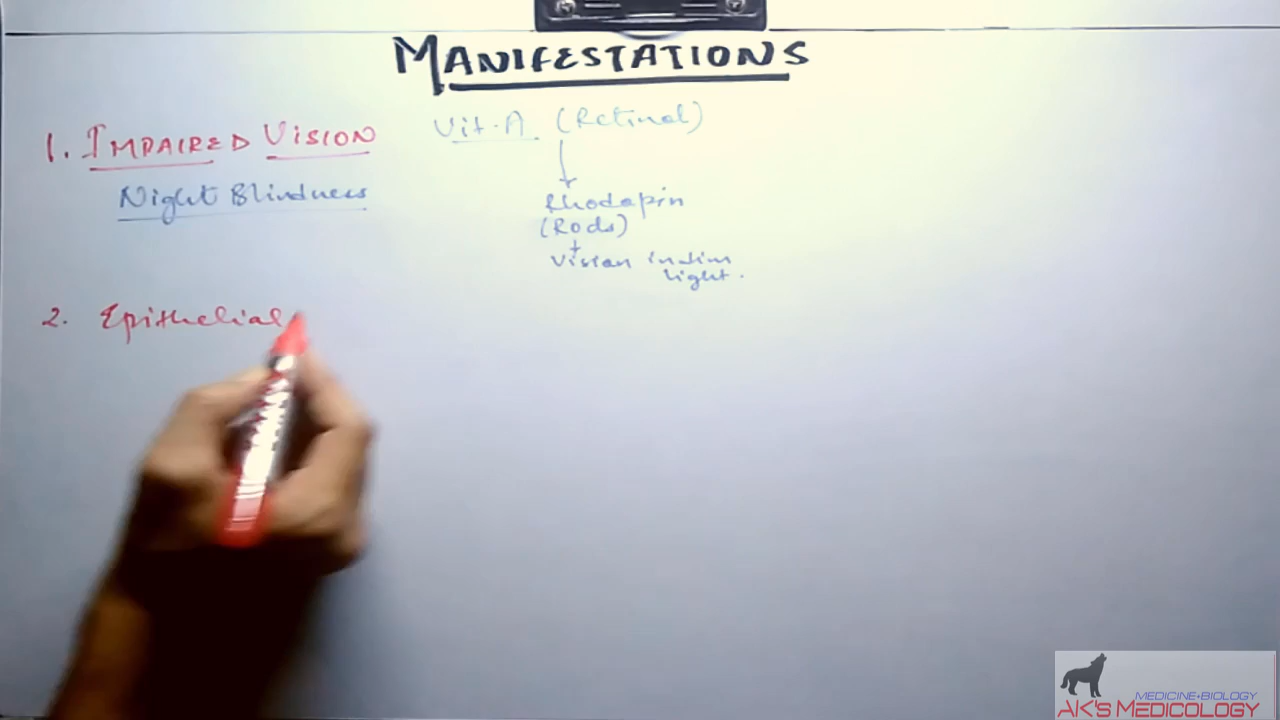 MANIFESTATIONS
1. IMPAIRED VISION
Night Blindness
Vit-A (Retinal)
Rhodapin
(Rods)
Vision in dim
light.
2. Epithelial
MEDICINE+BIOLOGY
AK'S MEDICOLOGY